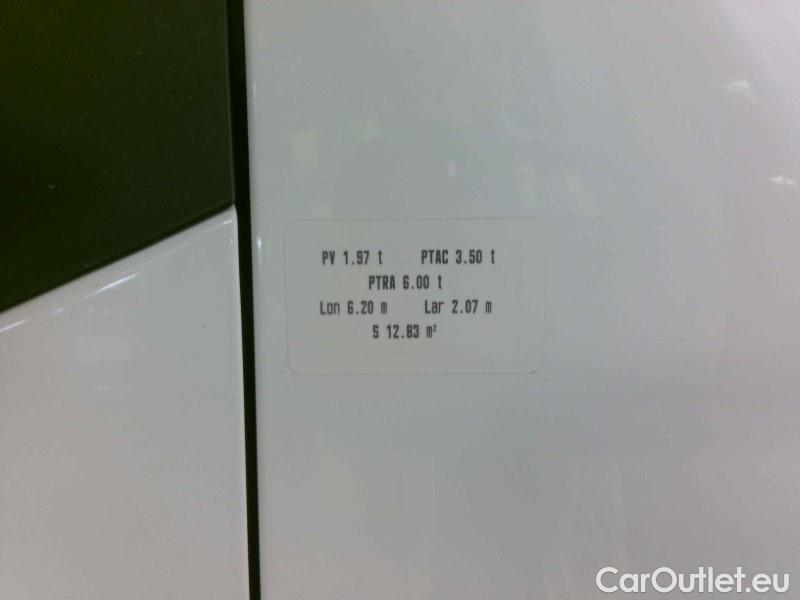 PV 1.97 t PTAC 3.50 t
PTRA 6.00 t
Lon 6.20 m Lar 2.07 m
S 12.83 m²
CarOutlet.eu